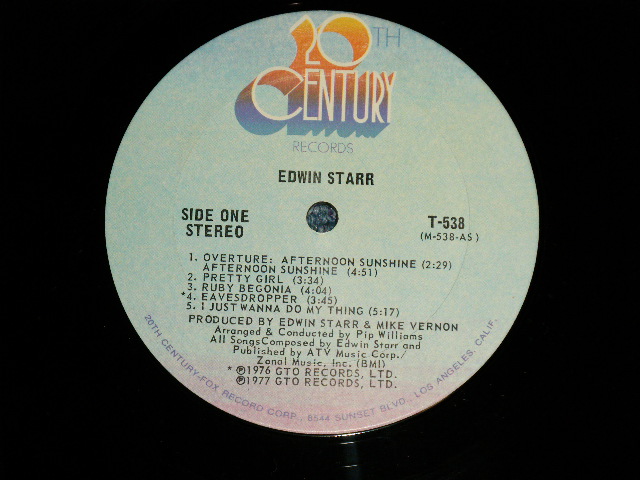 20TH
CENTURY
RECORDS
EDWIN STARR
SIDE ONE
STEREO
T-538
(M-538-AS)
1. OVERTURE: AFTERNOON SUNSHINE (2:29)
AFTERNOON SUNSHINE (4:51)
2. PRETTY GIRL (3:34)
3. RUBY BEGONIA (4:04)
*4. EAVESDROPPER (3:45)
5. I JUST WANNA DO MY THING (5:17)
PRODUCED BY EDWIN STARR & MIKE VERNON
Arranged & Conducted by Pip Williams
All SongsComposed by Edwin Starr and
Published by ATV Music Corp./
Zonal Music, Inc. (BMI)
* ℗1976 GTO RECORDS, LTD.
℗1977 GTO RECORDS, LTD.
20TH CENTURY-FOX RECORD CORP., 8544 SUNSET BLVD., LOS ANGELES, CALIF.